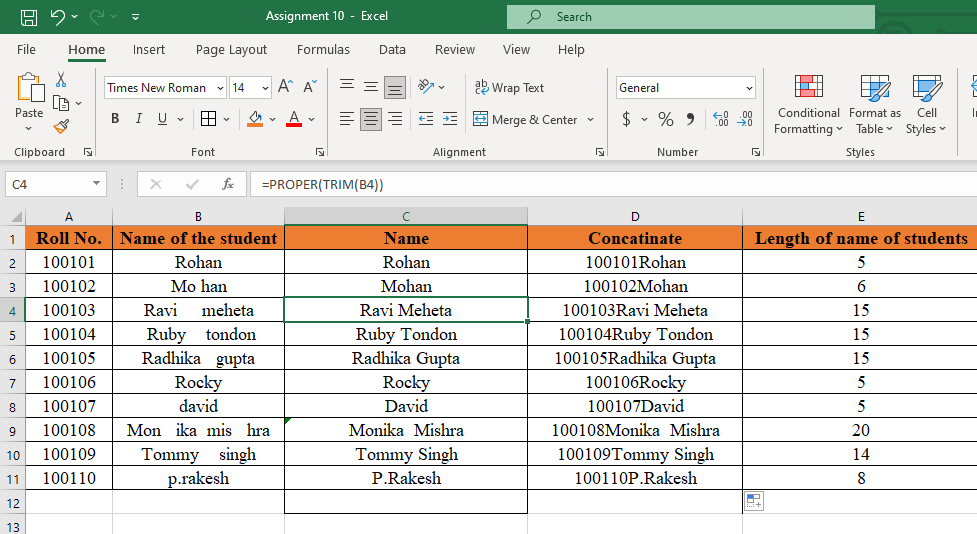 Assignment 10 - Excel
Search
File Home Insert Page Layout Formulas Data Review View Help
Paste
Clipboard
Times New Roman 14 A A
B I U A
Font
ab Wrap Text
Merge & Center
Alignment
General
$ % 9 .00 .00
Number
Conditional Formatting
Format as Table
Cell Styles
Styles
C4 fx =PROPER(TRIM(B4))
A B C D E
1 Roll No. Name of the student Name Concatinate Length of name of students
2 100101 Rohan Rohan 100101Rohan 5
3 100102 Mo han Mohan 100102Mohan 6
4 100103 Ravi meheta Ravi Meheta 100103Ravi Meheta 15
5 100104 Ruby tondon Ruby Tondon 100104Ruby Tondon 15
6 100105 Radhika gupta Radhika Gupta 100105Radhika Gupta 15
7 100106 Rocky Rocky 100106Rocky 5
8 100107 david David 100107David 5
9 100108 Mon ika mis hra Monika Mishra 100108Monika Mishra 20
10 100109 Tommy singh Tommy Singh 100109Tommy Singh 14
11 100110 p.rakesh P.Rakesh 100110P.Rakesh 8
12
13